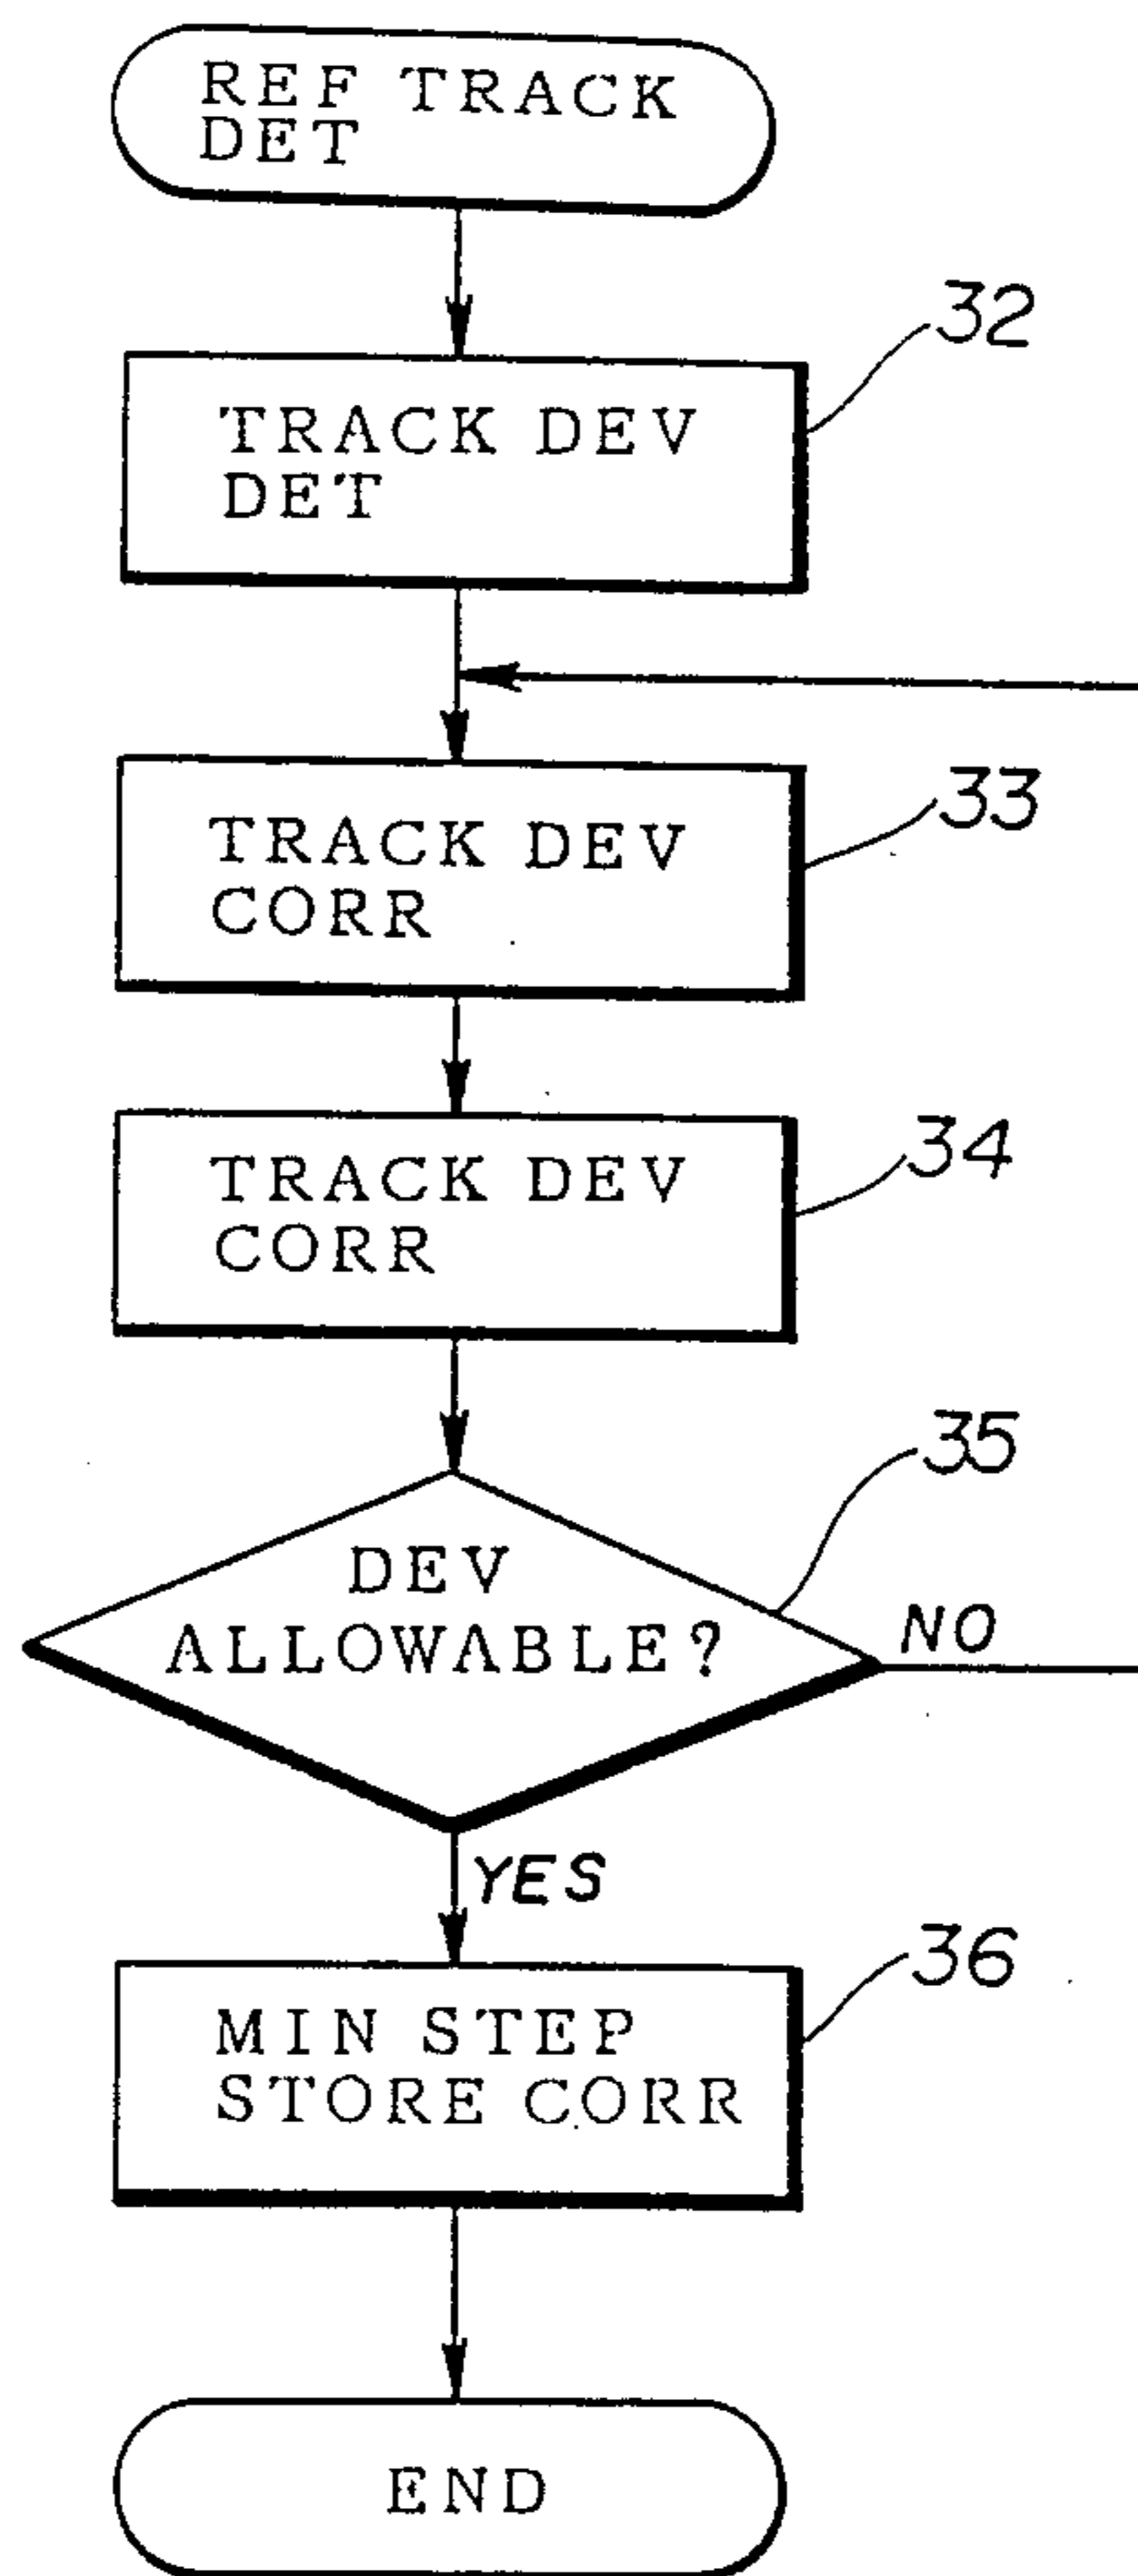 REF TRACK
DET
32
TRACK DEV
DET
33
TRACK DEV
CORR
34
TRACK DEV
CORR
35
DEV
ALLOWABLE?
NO
YES
36
MIN STEP
STORE CORR
END